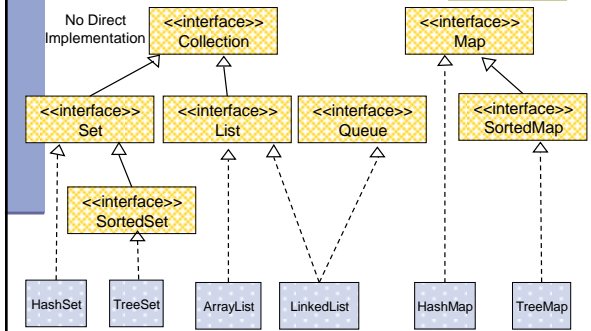 No Direct
Implementation
<<interface>>
Collection
<<interface>>
Map
<<interface>>
Set
<<interface>>
List
<<interface>>
Queue
<<interface>>
SortedMap
<<interface>>
SortedSet
HashSet
TreeSet
ArrayList
LinkedList
HashMap
TreeMap